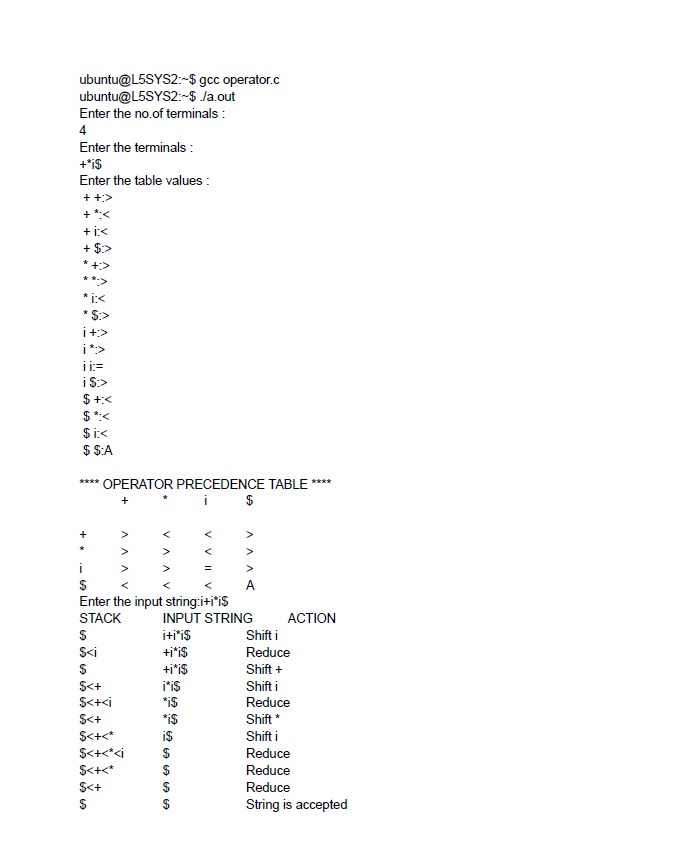 ubuntu@L5SYS2:~$ gcc operator.c
ubuntu@L5SYS2:~$ ./a.out
Enter the no.of terminals :
4
Enter the terminals :
+*i$
Enter the table values :
+ +:>
+ *:<
+ i:<
+ $:>
* +:>
* *:>
* i:<
* $:>
i +:>
i *:>
i i:=
i $:>
$ +:<
$ *:<
$ i:<
$ $:A
**** OPERATOR PRECEDENCE TABLE ****
+ * i $
+ > < < >
* > > < >
i > > = >
$ < < < A
Enter the input string:i+i*i$
STACK INPUT STRING ACTION
$ i+i*i$ Shift i
$<i +i*i$ Reduce
$ +i*i$ Shift +
$<+ i*i$ Shift i
$<+<i *i$ Reduce
$<+ *i$ Shift *
$<+<* i$ Shift i
$<+<*<i $ Reduce
$<+<* $ Reduce
$<+ $ Reduce
$ $ String is accepted